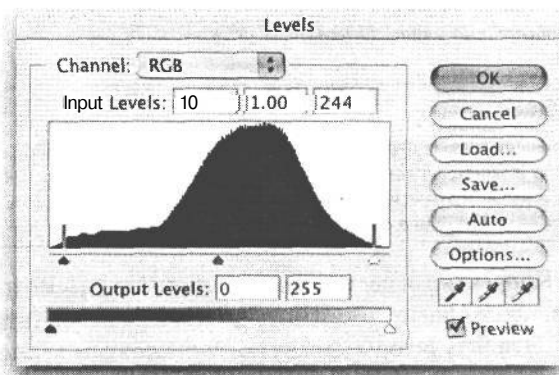 Levels
Channel: RGB
Input Levels: 10 1.00 244
Output Levels: 0 255
OK
Cancel
Load...
Save...
Auto
Options...
Preview